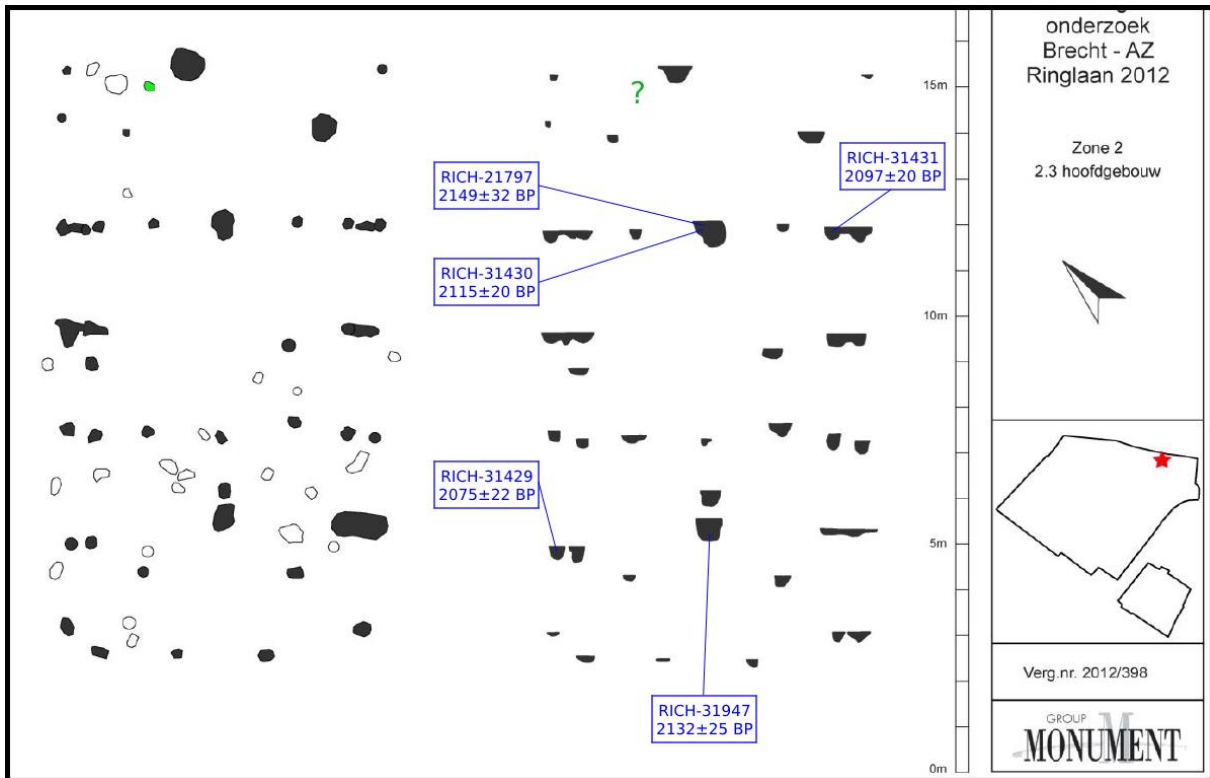 onderzoek
Brecht - AZ
Ringlaan 2012
15m
?
Zone 2
2.3 hoofdgebouw
RICH-31431
2097±20 BP
RICH-21797
2149±32 BP
RICH-31430
2115±20 BP
10m
RICH-31429
2075±22 BP
5m
RICH-31947
2132±25 BP
Verg.nr. 2012/398
GROUP M
MONUMENT
0m